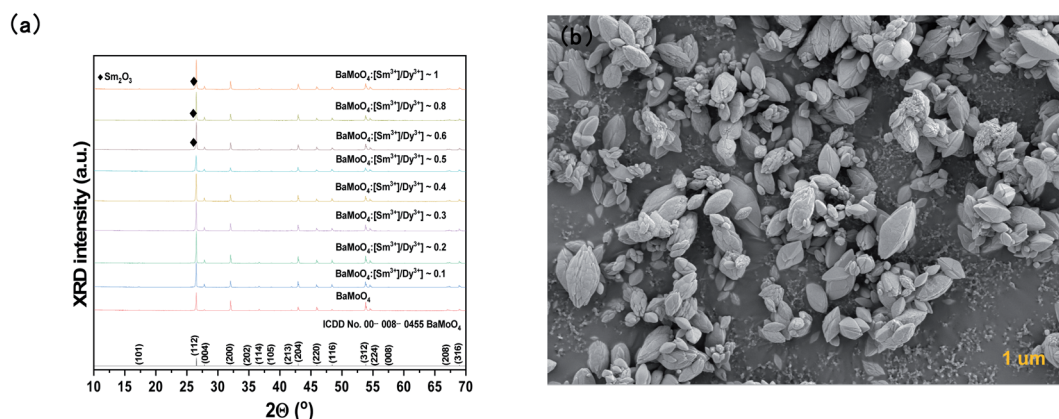 (a)
◆Sm₂O₃
BaMoO₄:[Sm³⁺]/Dy³⁺] ~ 1
BaMoO₄:[Sm³⁺]/Dy³⁺] ~ 0.8
BaMoO₄:[Sm³⁺]/Dy³⁺] ~ 0.6
BaMoO₄:[Sm³⁺]/Dy³⁺] ~ 0.5
BaMoO₄:[Sm³⁺]/Dy³⁺] ~ 0.4
BaMoO₄:[Sm³⁺]/Dy³⁺] ~ 0.3
BaMoO₄:[Sm³⁺]/Dy³⁺] ~ 0.2
BaMoO₄:[Sm³⁺]/Dy³⁺] ~ 0.1
BaMoO₄
ICDD No. 00− 008− 0455 BaMoO₄
(101)
(112)
(004)
(200)
(202)
(114)
(105)
(213)
(204)
(220)
(116)
(312)
(224)
(008)
(208)
(316)
XRD intensity (a.u.)
10 15 20 25 30 35 40 45 50 55 60 65 70
2Θ (°)
(b)
1 um